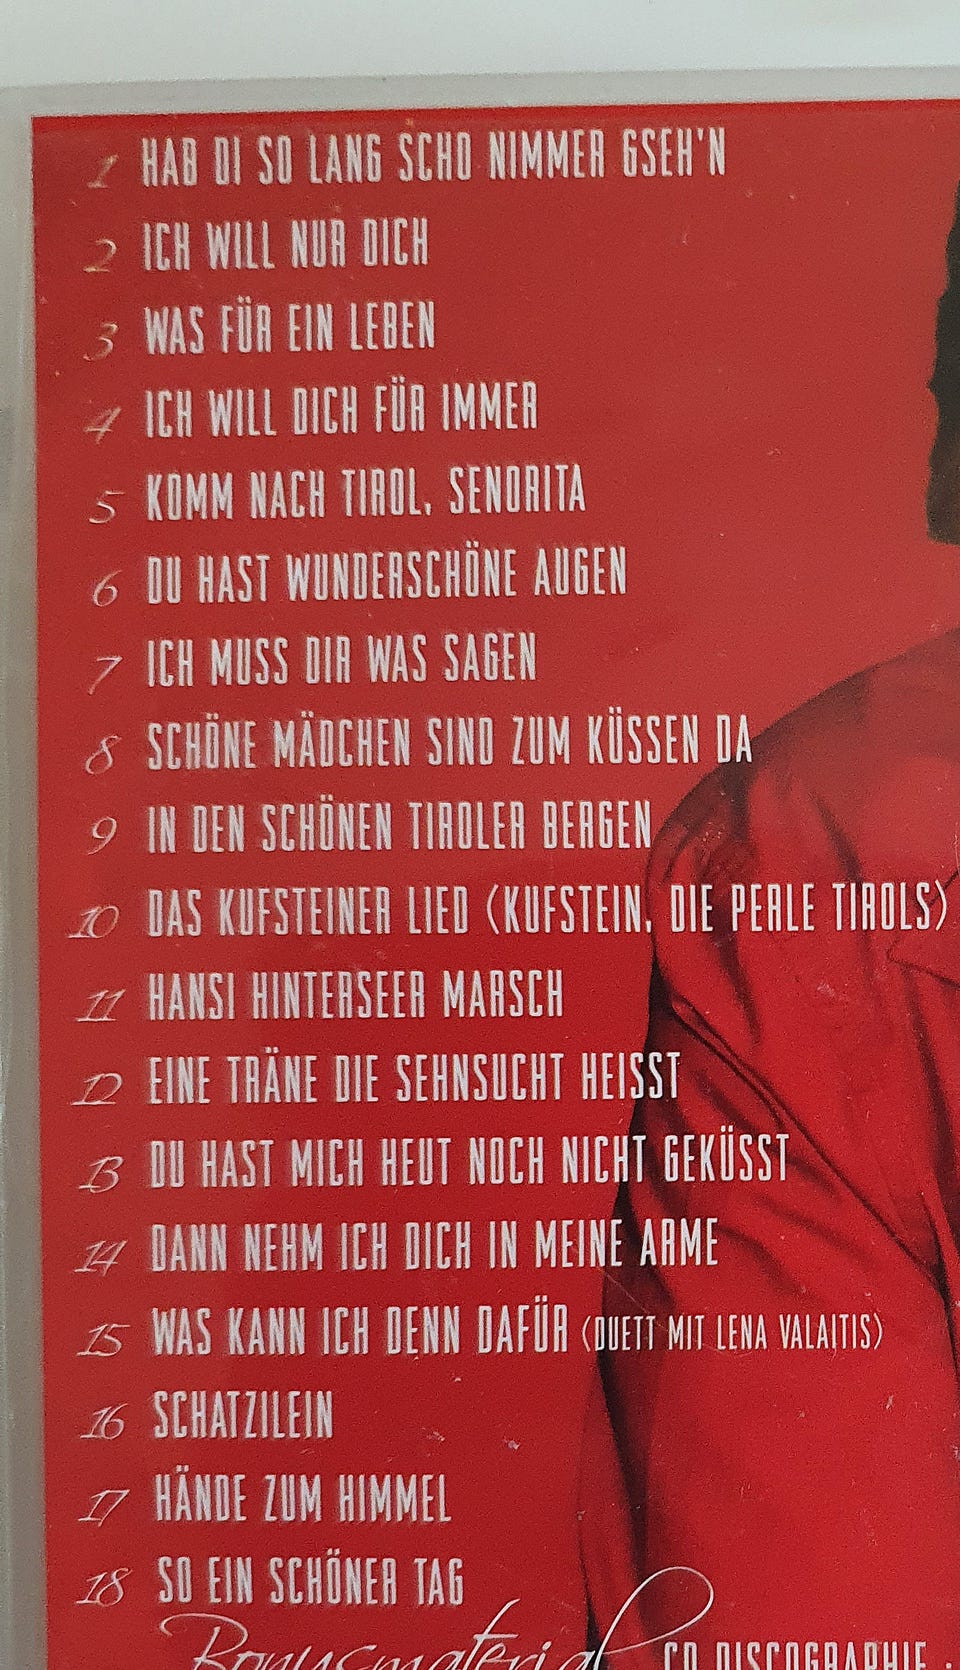 1 HAB DI SO LANG SCHO NIMMER GSEH'N
2 ICH WILL NUR DICH
3 WAS FÜR EIN LEBEN
4 ICH WILL DICH FÜR IMMER
5 KOMM NACH TIROL, SENORITA
6 DU HAST WUNDERSCHÖNE AUGEN
7 ICH MUSS DIR WAS SAGEN
8 SCHÖNE MÄDCHEN SIND ZUM KÜSSEN DA
9 IN DEN SCHÖNEN TIROLER BERGEN
10 DAS KUFSTEINER LIED (KUFSTEIN, DIE PERLE TIROLS)
11 HANSI HINTERSEER MARSCH
12 EINE TRÄNE DIE SEHNSUCHT HEISST
13 DU HAST MICH HEUT NOCH NICHT GEKÜSST
14 DANN NEHM ICH DICH IN MEINE ARME
15 WAS KANN ICH DENN DAFÜR (DUETT MIT LENA VALAITIS)
16 SCHATZILEIN
17 HÄNDE ZUM HIMMEL
18 SO EIN SCHÖNER TAG
Bonusmaterial CD DISCOGRAPHIE